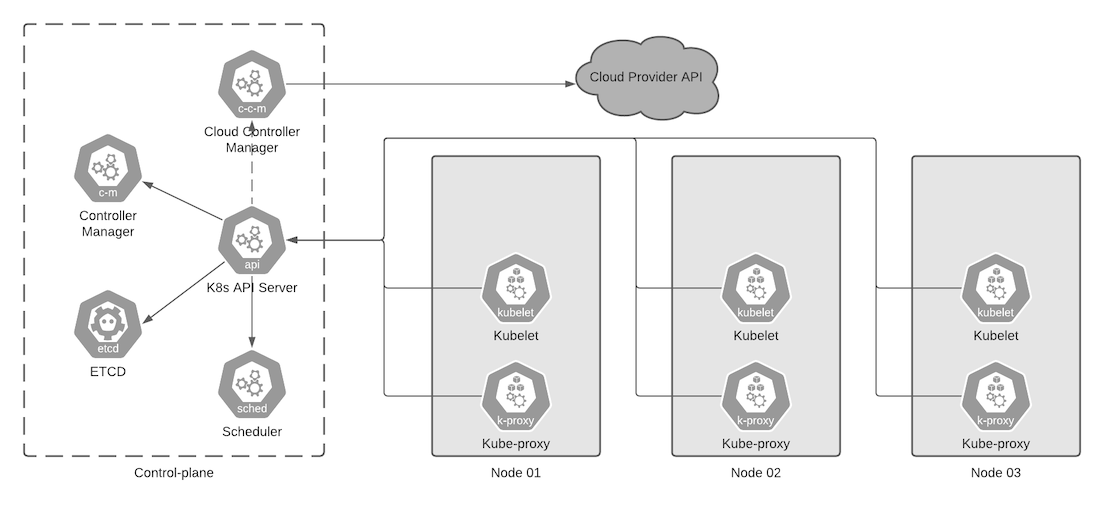 c-c-m
Cloud Controller
Manager
Cloud Provider API
c-m
Controller
Manager
api
K8s API Server
etcd
ETCD
sched
Scheduler
Control-plane
kubelet
Kubelet
k-proxy
Kube-proxy
Node 01
kubelet
Kubelet
k-proxy
Kube-proxy
Node 02
kubelet
Kubelet
k-proxy
Kube-proxy
Node 03